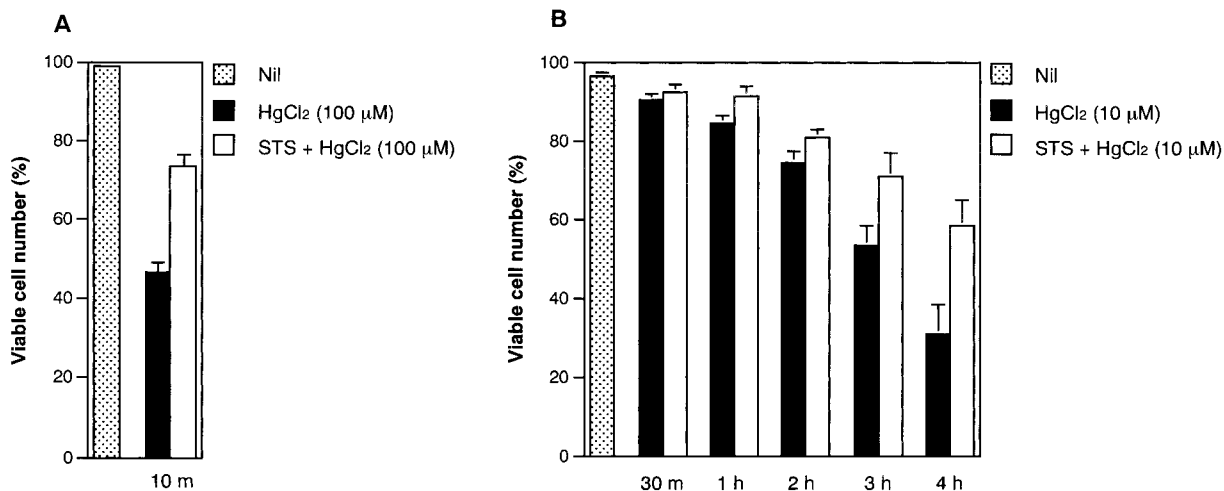 A
Viable cell number (%)
100
80
60
40
20
0
10 m
Nil
HgCl₂ (100 µM)
STS + HgCl₂ (100 µM)
B
Viable cell number (%)
100
80
60
40
20
0
30 m 1 h 2 h 3 h 4 h
Nil
HgCl₂ (10 µM)
STS + HgCl₂ (10 µM)